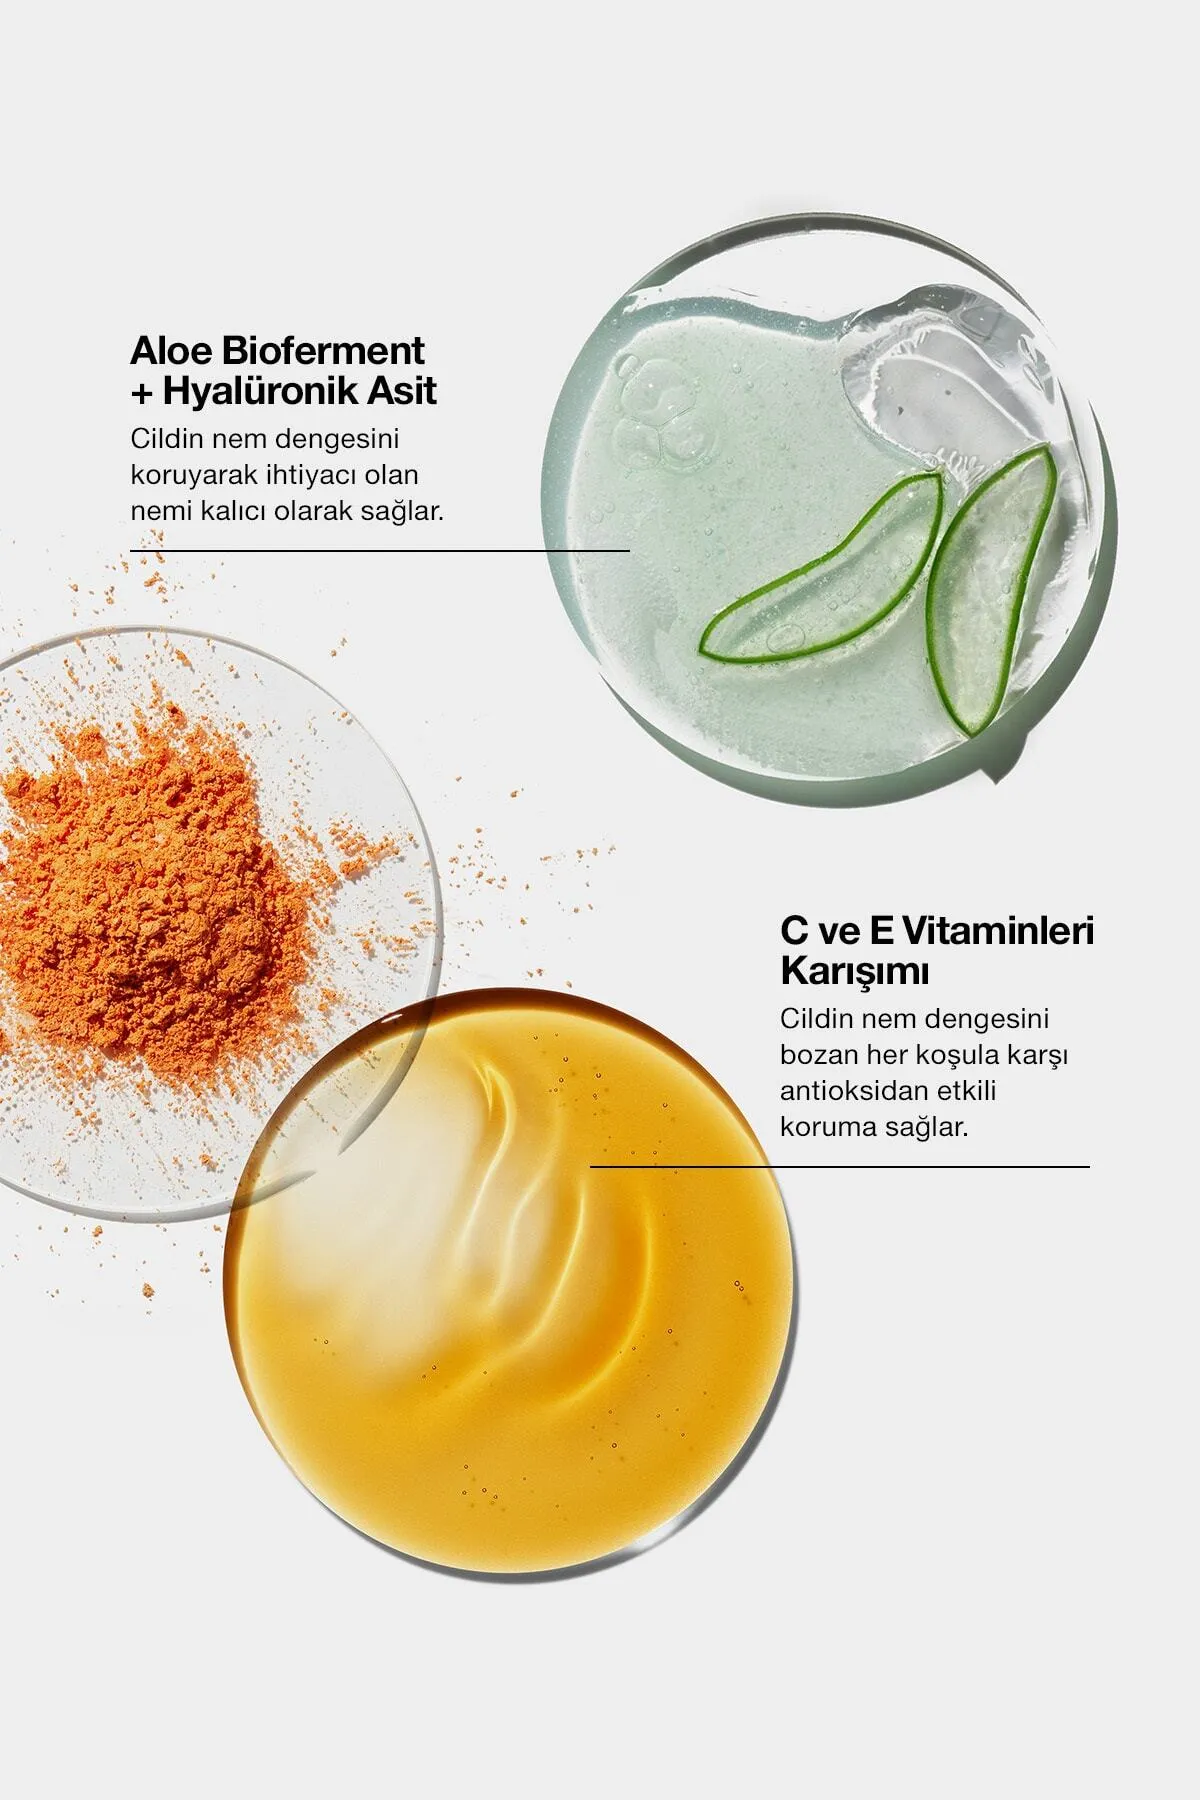 Aloe Bioferment
+ Hyalüronik Asit
Cildin nem dengesini
koruyarak ihtiyacı olan
nemi kalıcı olarak sağlar.
C ve E Vitaminleri
Karışımı
Cildin nem dengesini
bozan her koşula karşı
antioksidan etkili
koruma sağlar.